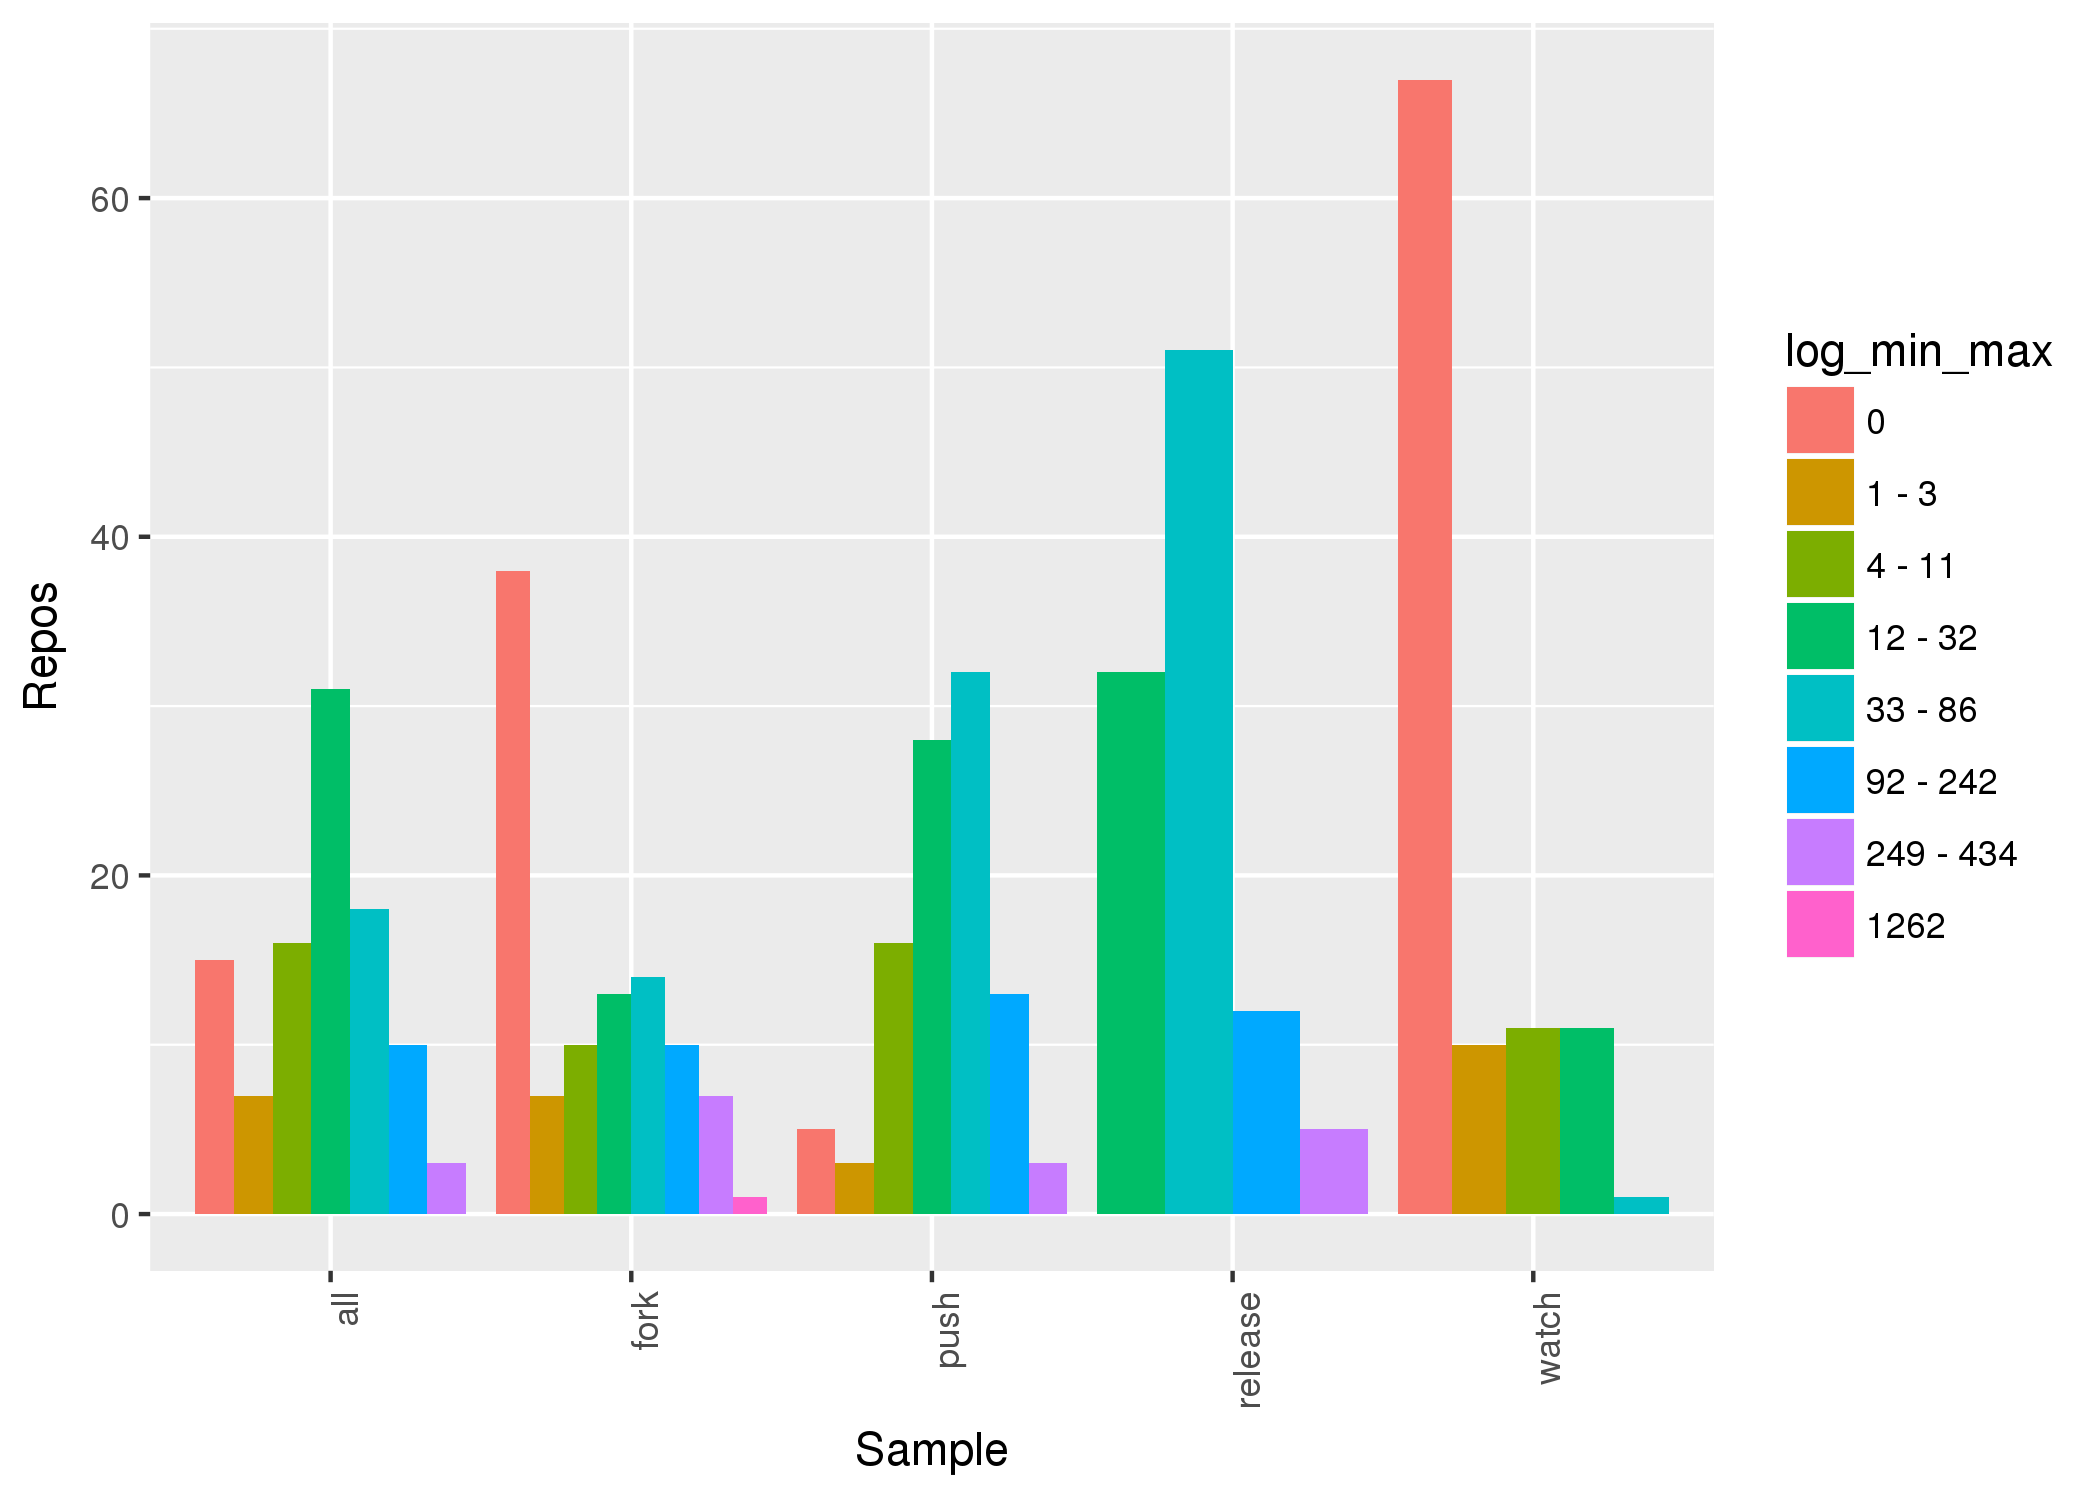 60
40
20
0
Repos
all
fork
push
release
watch
Sample
log_min_max
0
1 - 3
4 - 11
12 - 32
33 - 86
92 - 242
249 - 434
1262